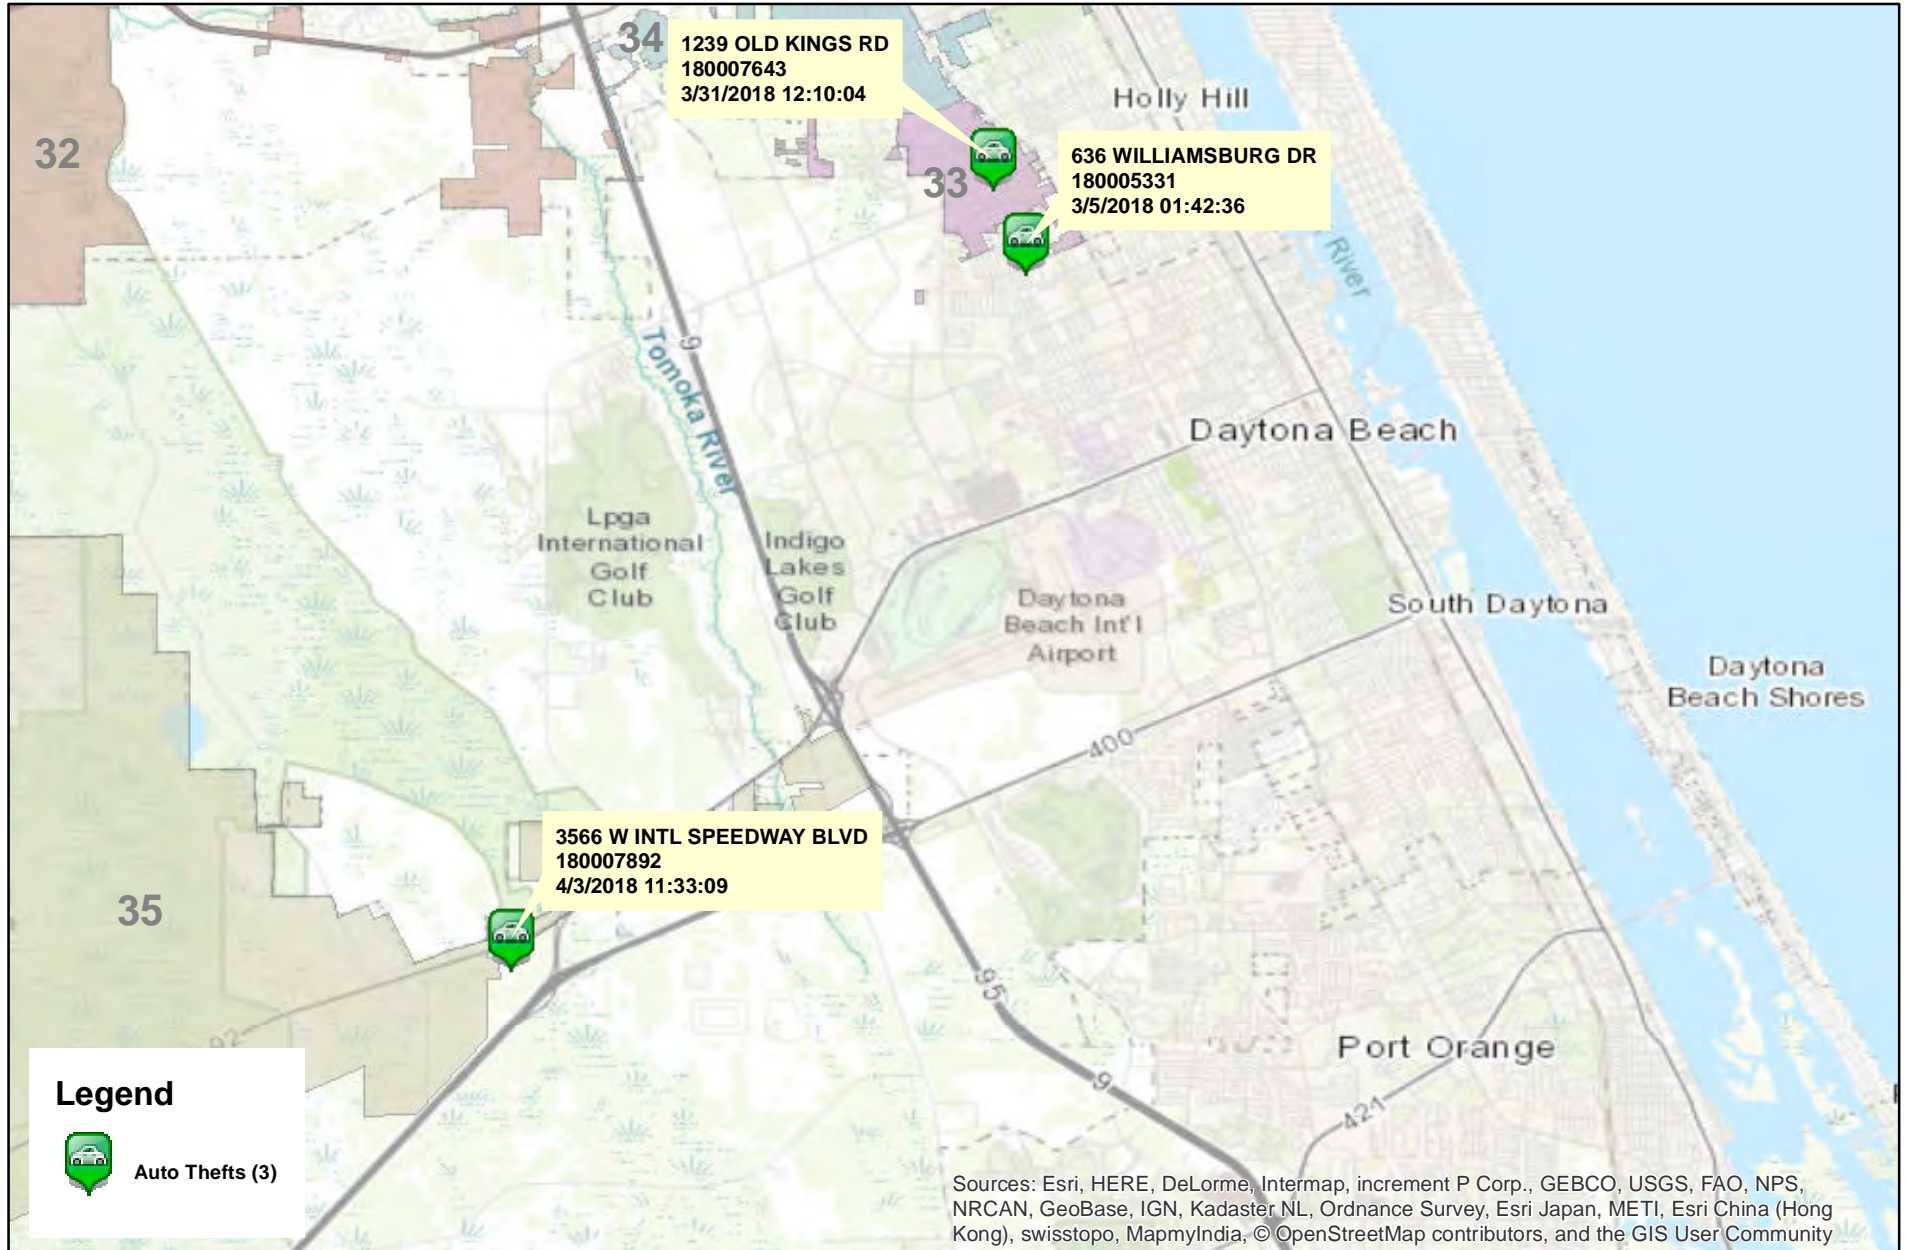 34
1239 OLD KINGS RD
180007643
3/31/2018 12:10:04
Holly Hill
32
636 WILLIAMSBURG DR
180005331
3/5/2018 01:42:36
33
River
9
Tomoka River
Daytona Beach
Lpga
International
Golf
Club
Indigo
Lakes
Golf
Club
Daytona
Beach Int'l
Airport
South Daytona
Daytona
Beach Shores
400
3566 W INTL SPEEDWAY BLVD
180007892
4/3/2018 11:33:09
35
95
92
Port Orange
9
421
Legend
Auto Thefts (3)
Sources: Esri, HERE, DeLorme, Intermap, increment P Corp., GEBCO, USGS, FAO, NPS,
NRCAN, GeoBase, IGN, Kadaster NL, Ordnance Survey, Esri Japan, METI, Esri China (Hong
Kong), swisstopo, MapmyIndia, © OpenStreetMap contributors, and the GIS User Community